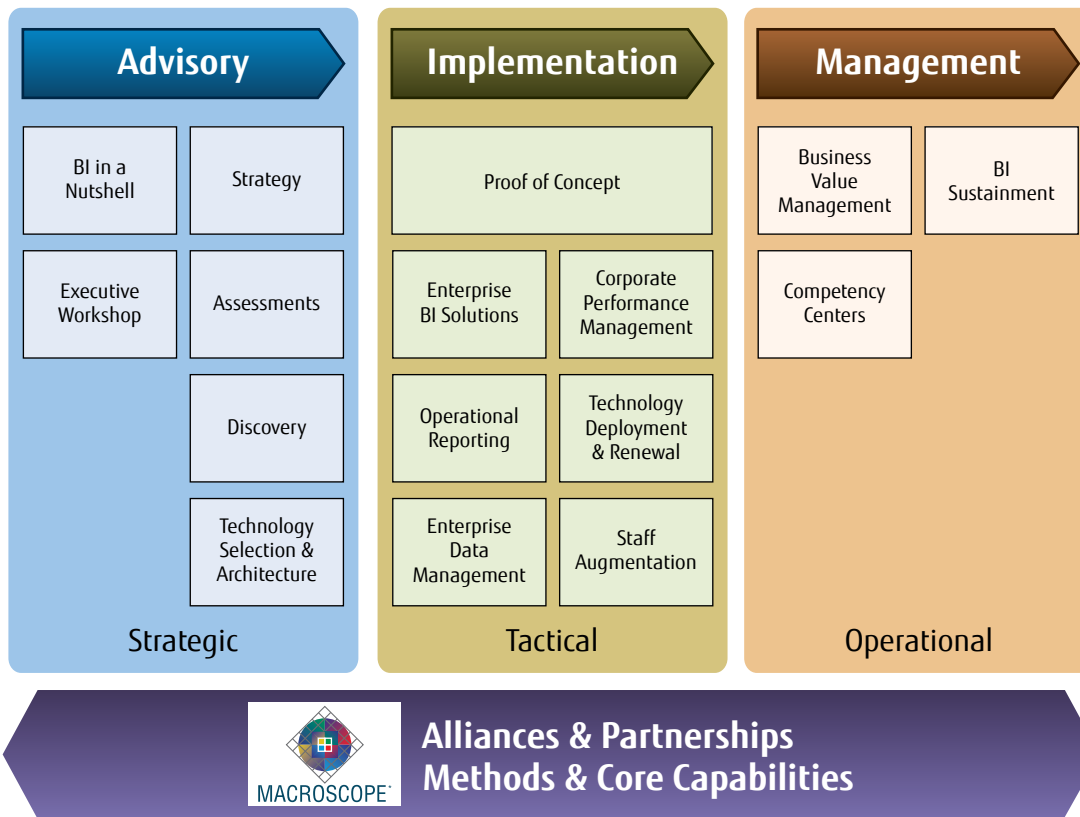 Advisory
BI in a
Nutshell
Strategy
Executive
Workshop
Assessments
Discovery
Technology
Selection &
Architecture
Strategic
Implementation
Proof of Concept
Enterprise
BI Solutions
Corporate
Performance
Management
Operational
Reporting
Technology
Deployment
& Renewal
Enterprise
Data
Management
Staff
Augmentation
Tactical
Management
Business
Value
Management
BI
Sustainment
Competency
Centers
Operational
MACROSCOPE
Alliances & Partnerships
Methods & Core Capabilities